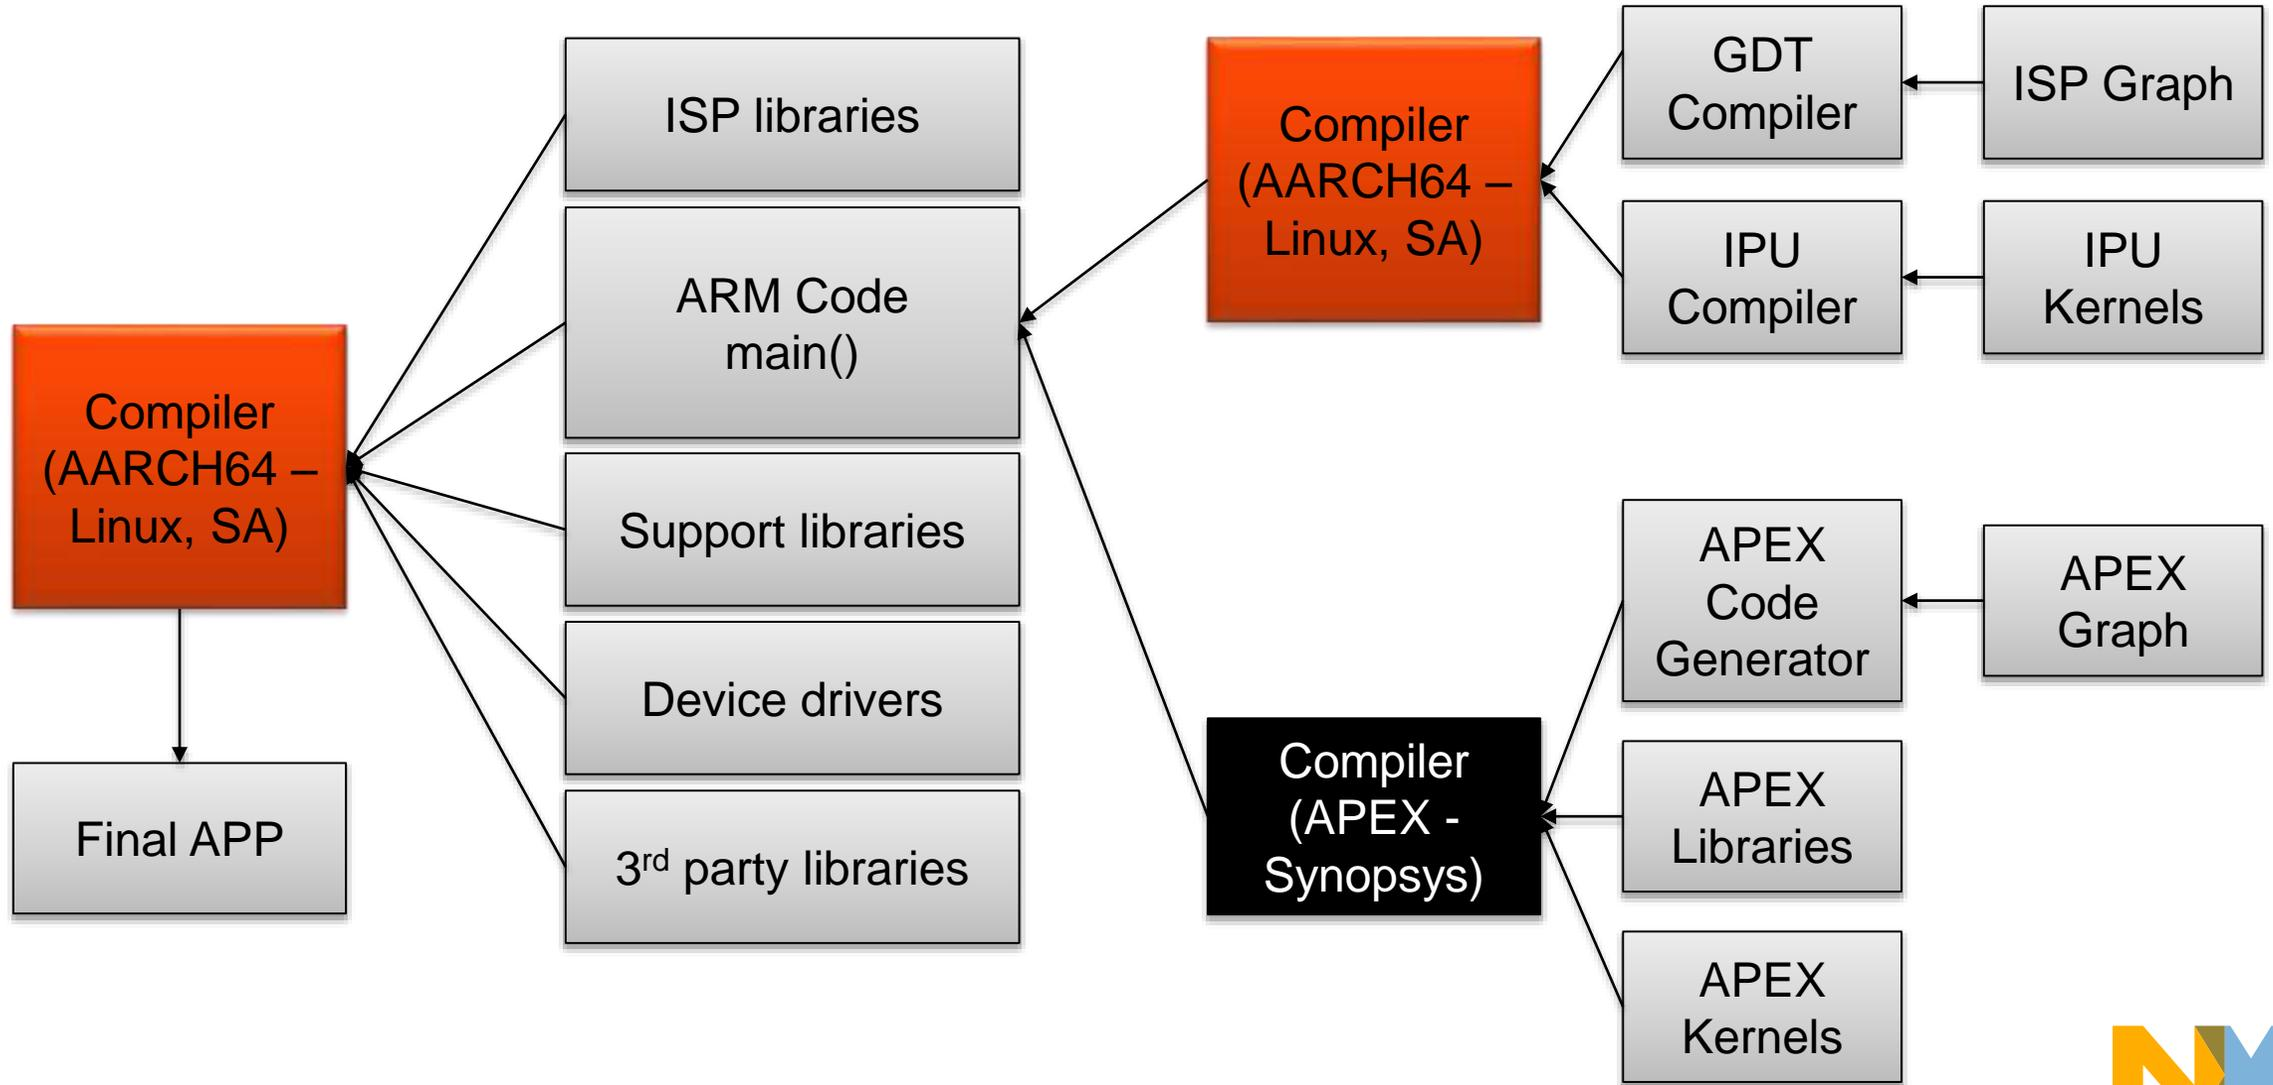 ISP libraries
ARM Code
main()
Support libraries
Device drivers
3rd party libraries
Compiler
(AARCH64 –
Linux, SA)
Final APP
Compiler
(AARCH64 –
Linux, SA)
GDT
Compiler
ISP Graph
IPU
Compiler
IPU
Kernels
Compiler
(APEX -
Synopsys)
APEX
Code
Generator
APEX
Graph
APEX
Libraries
APEX
Kernels